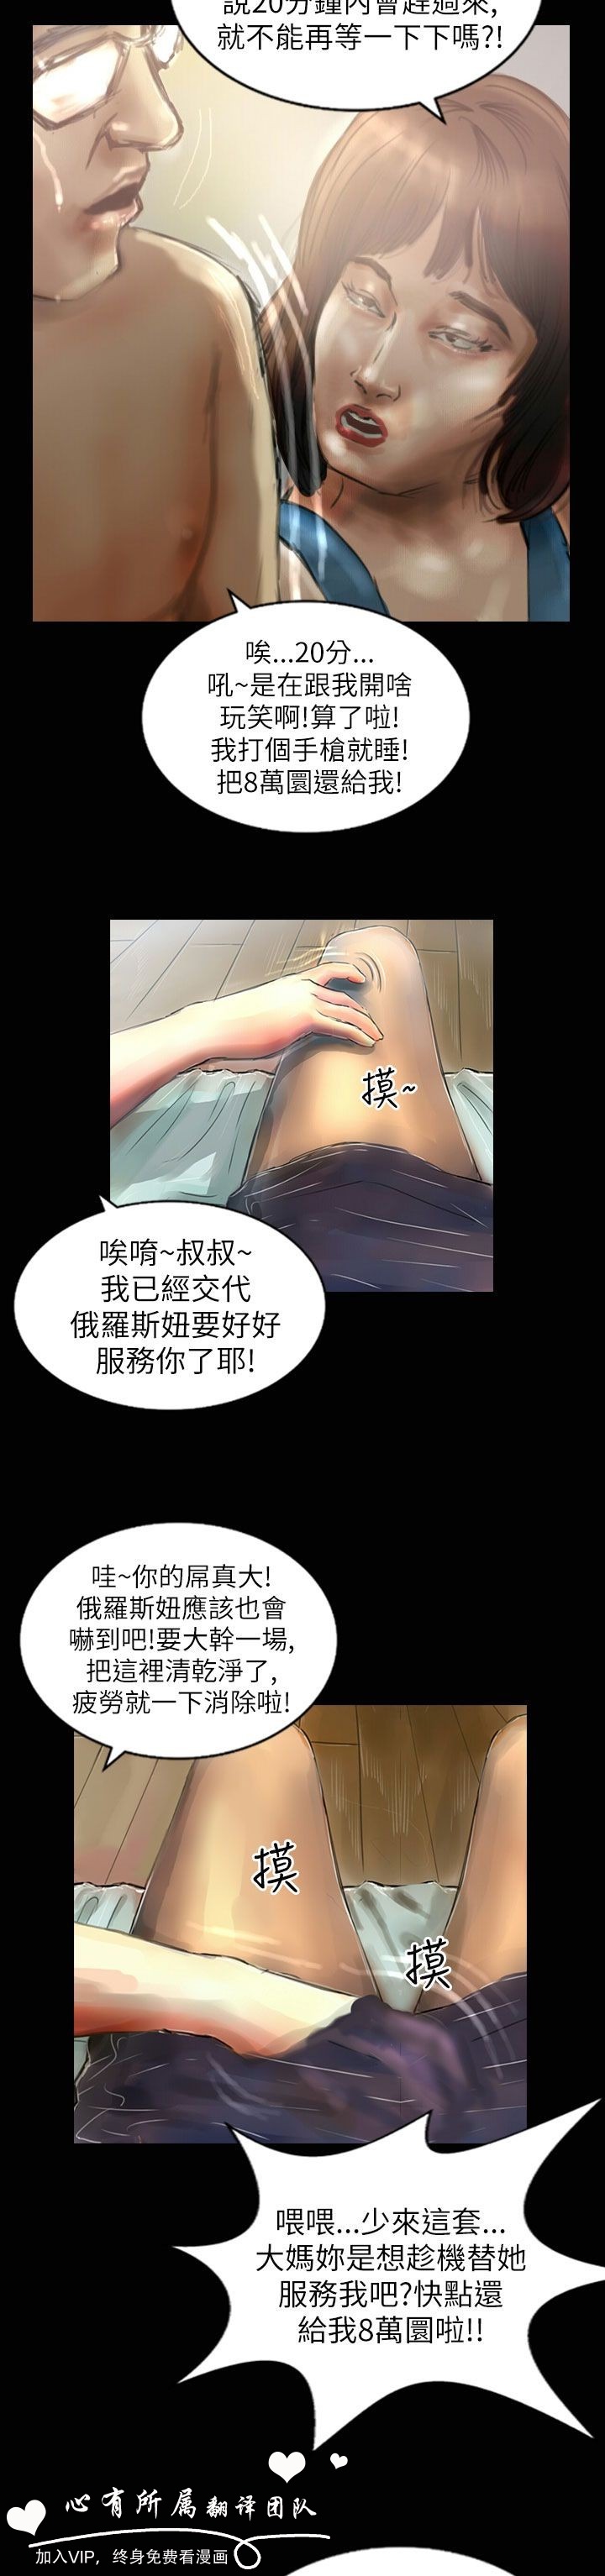 說20分鐘內會趕過來,
就不能再等一下下嗎?!
唉...20分...
吼~是在跟我開啥
玩笑啊!算了啦!
我打個手槍就睡!
把8萬圜還給我!
摸~
唉唷~叔叔~
我已經交代
俄羅斯妞要好好
服務你了耶!
哇~你的屌真大!
俄羅斯妞應該也會
嚇到吧!要大幹一場,
把這裡清乾淨了,
疲勞就一下消除啦!
摸
摸
喂喂...少來這套...
大媽妳是想趁機替她
服務我吧?快點還
給我8萬圜啦!!
心有所属翻译团队
加入VIP，终身免费看漫画